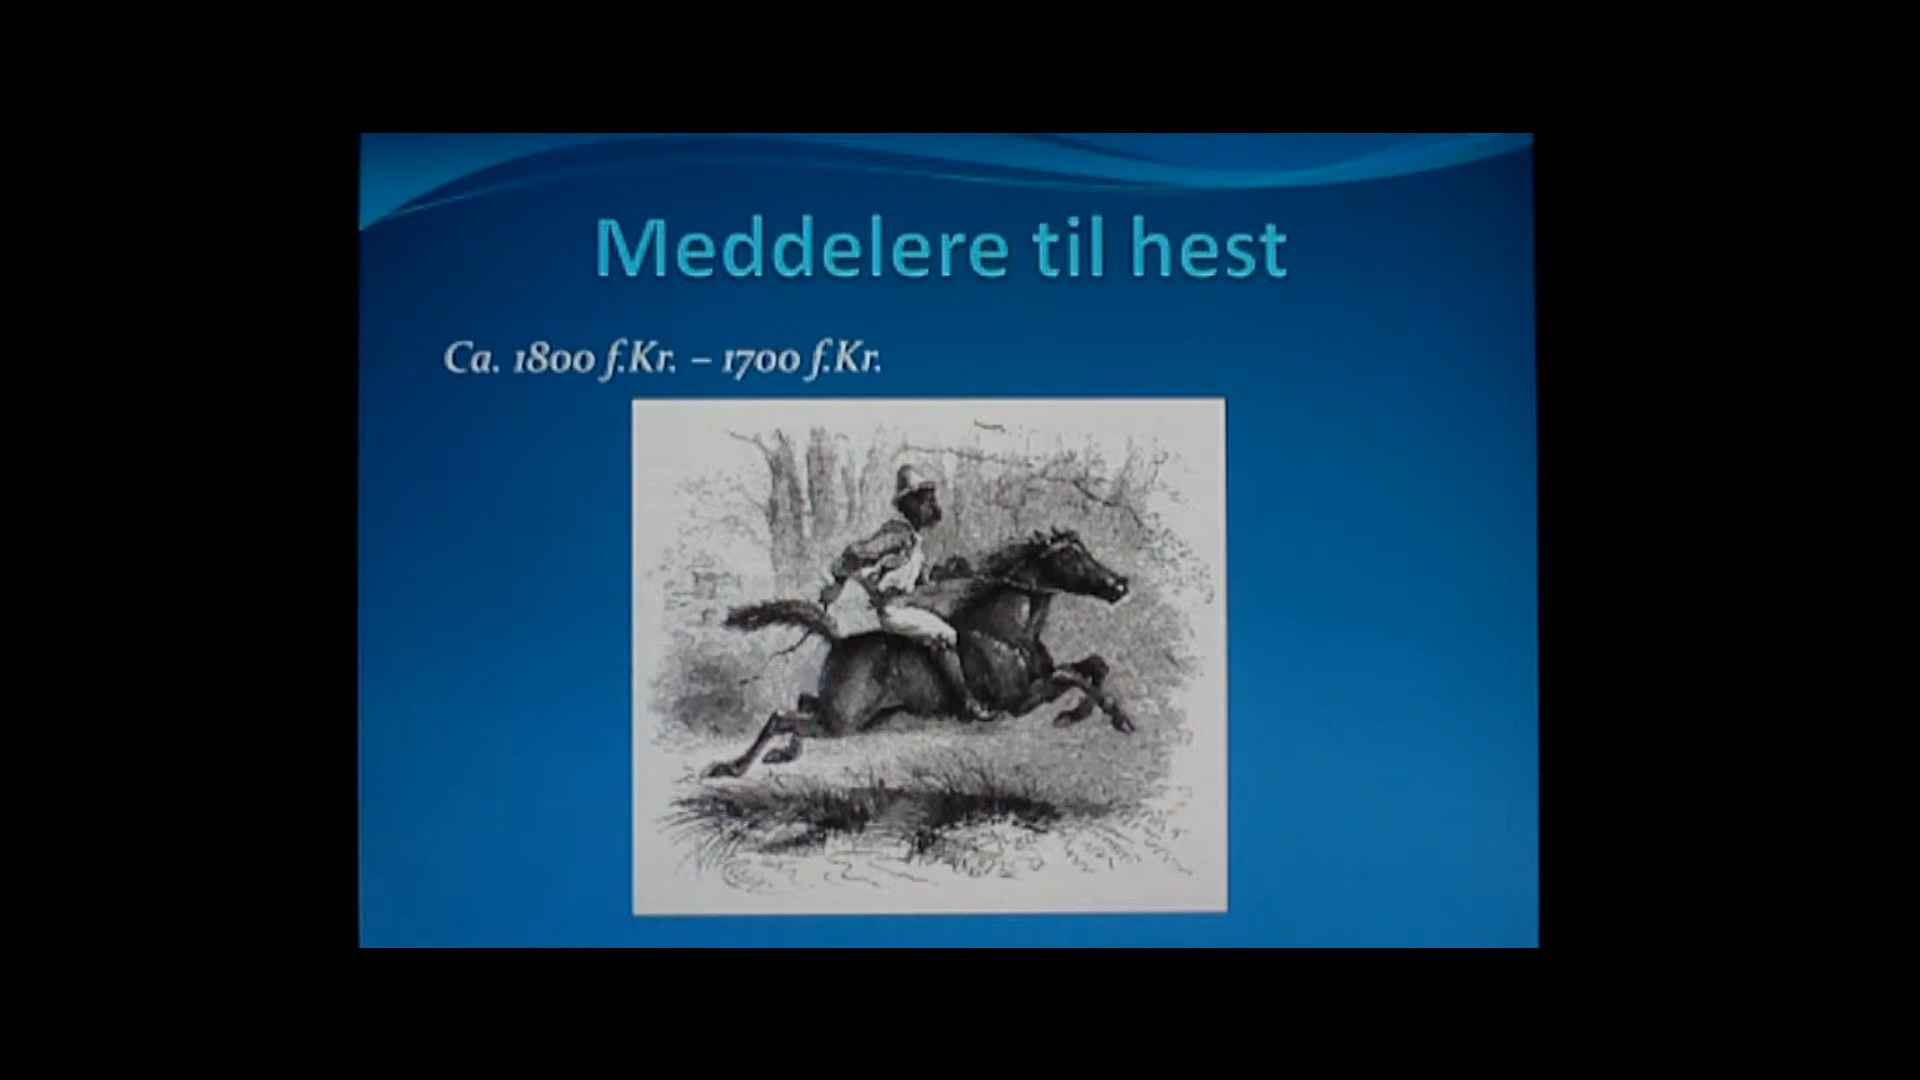 Meddelere til hest
Ca. 1800 f.Kr. – 1700 f.Kr.